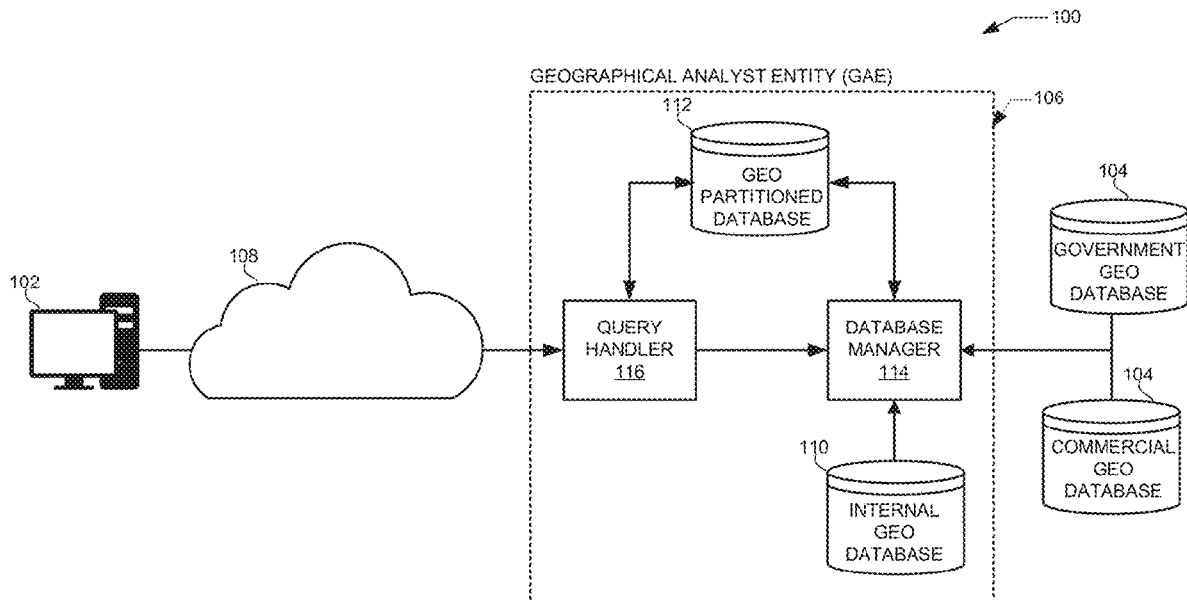 100
GEOGRAPHICAL ANALYST ENTITY (GAE)
106
112
GEO
PARTITIONED
DATABASE
104
GOVERNMENT
GEO
DATABASE
102
108
QUERY
HANDLER
116
DATABASE
MANAGER
114
104
COMMERCIAL
GEO
DATABASE
110
INTERNAL
GEO
DATABASE